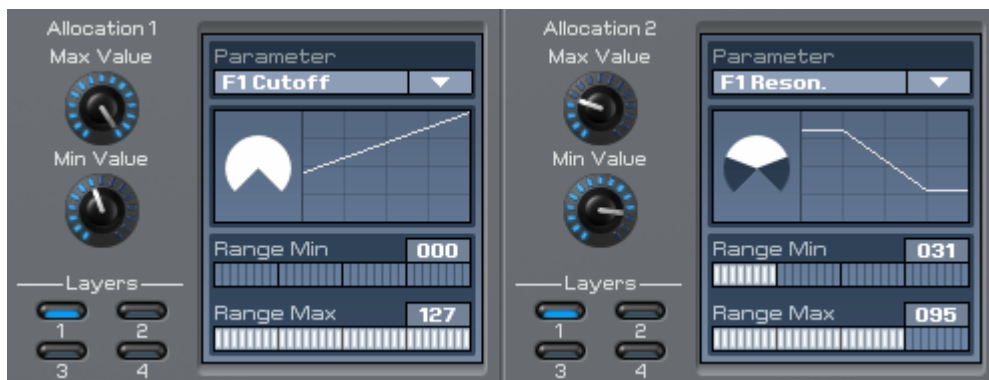 Allocation 1
Max Value
Min Value
Layers
1 2
3 4
Parameter
F1 Cutoff
Range Min 000
Range Max 127
Allocation 2
Max Value
Min Value
Layers
1 2
3 4
Parameter
F1 Reson.
Range Min 031
Range Max 095